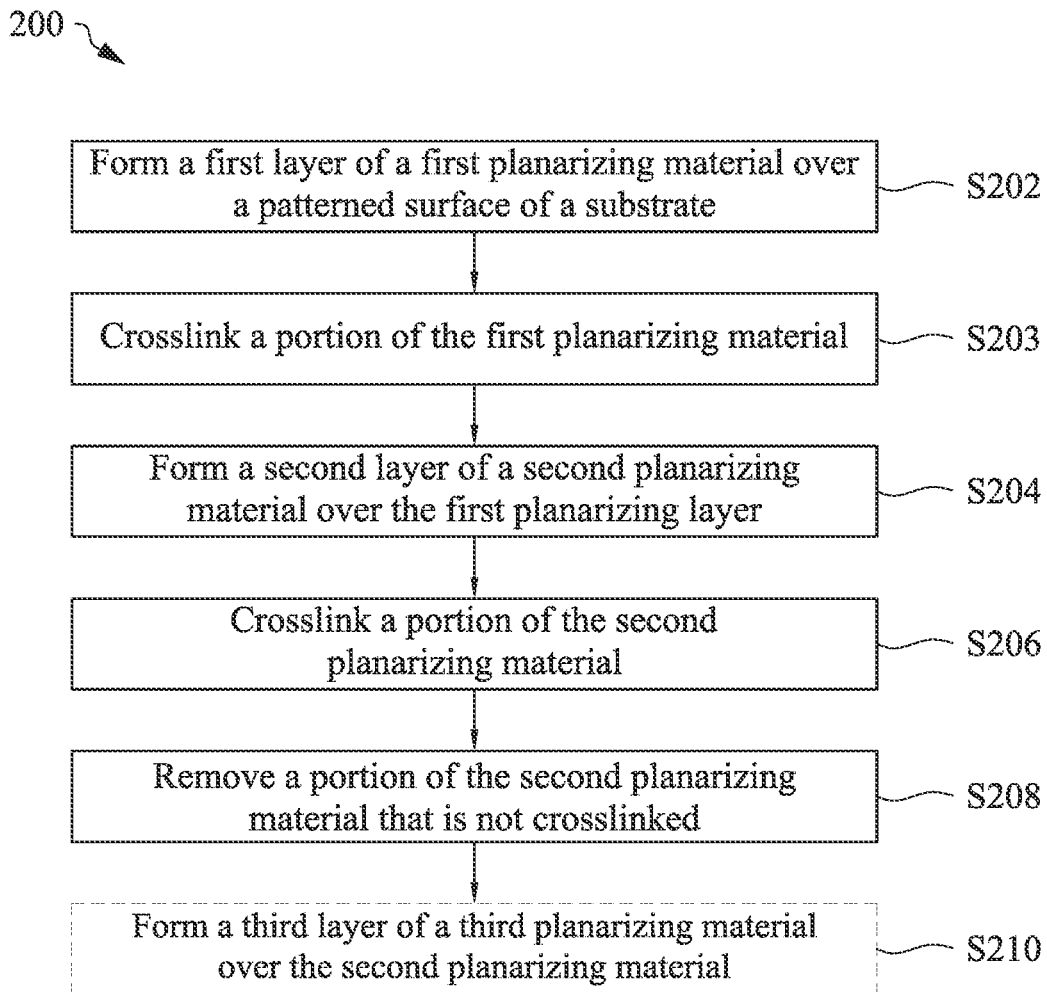 200
Form a first layer of a first planarizing material over
a patterned surface of a substrate
S202
Crosslink a portion of the first planarizing material
S203
Form a second layer of a second planarizing
material over the first planarizing layer
S204
Crosslink a portion of the second
planarizing material
S206
Remove a portion of the second planarizing
material that is not crosslinked
S208
Form a third layer of a third planarizing material
over the second planarizing material
S210